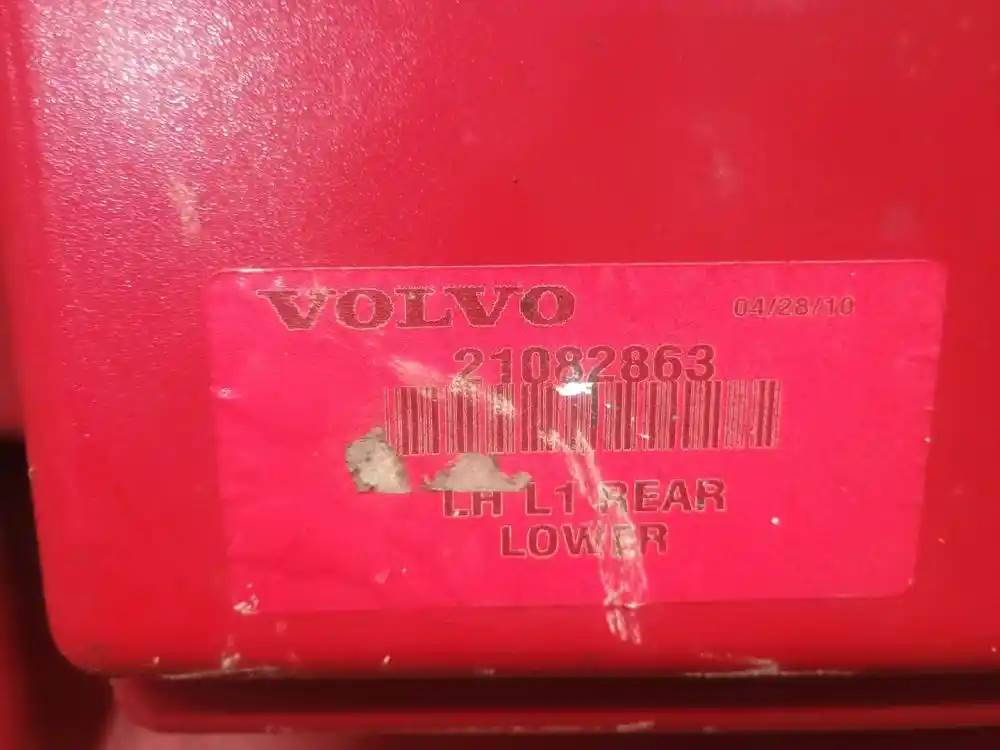 VOLVO
04/28/10
21082863
LH L1 REAR
LOWER